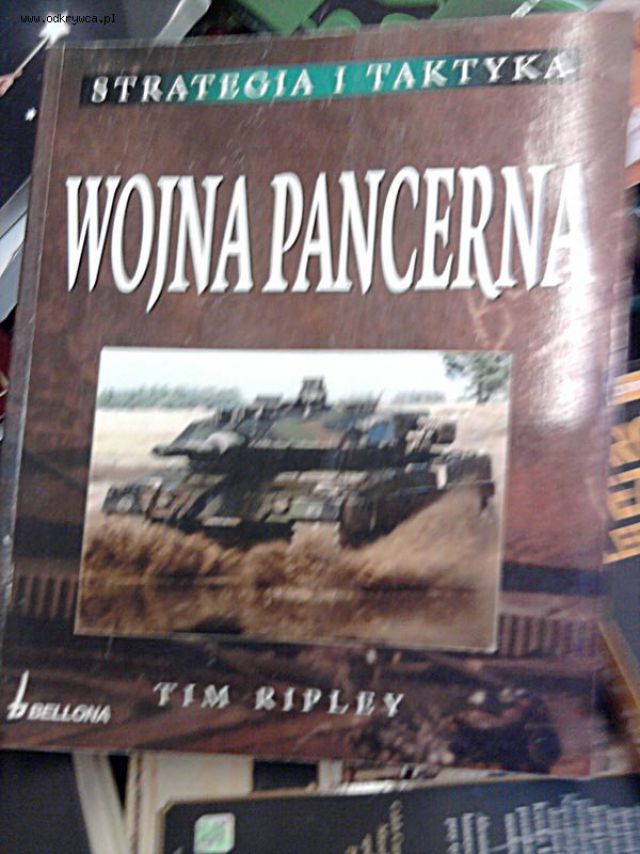 www.odkrywca.pl
STRATEGIA I TAKTYKA
WOJNA PANCERNA
TIM RIPLEY
BELLONA